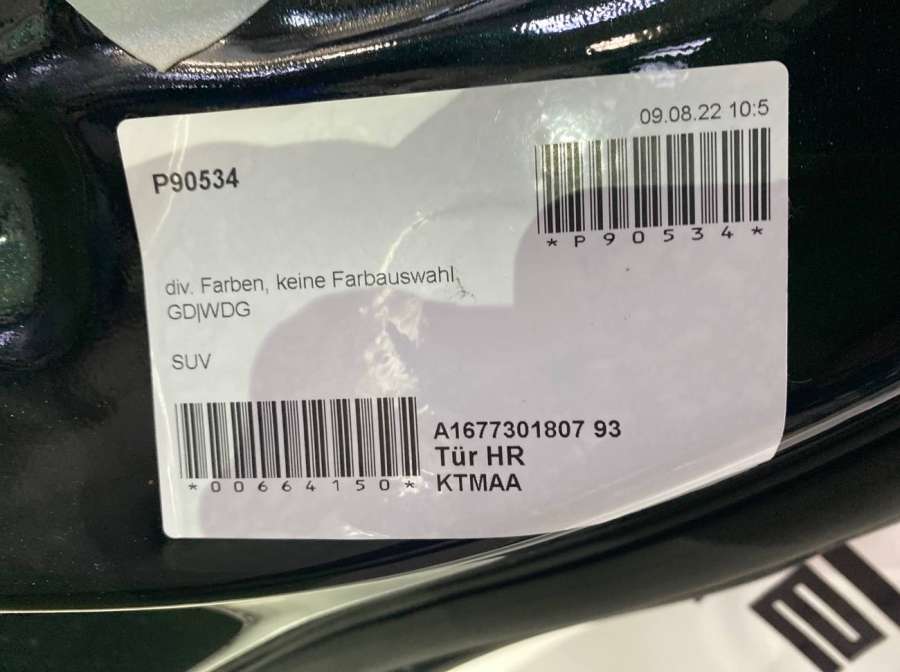 09.08.22 10:5
P90534
*P90534*
div. Farben, keine Farbauswahl,
GD|WDG
SUV
A1677301807 93
Tür HR
*00664150*
KTMAA